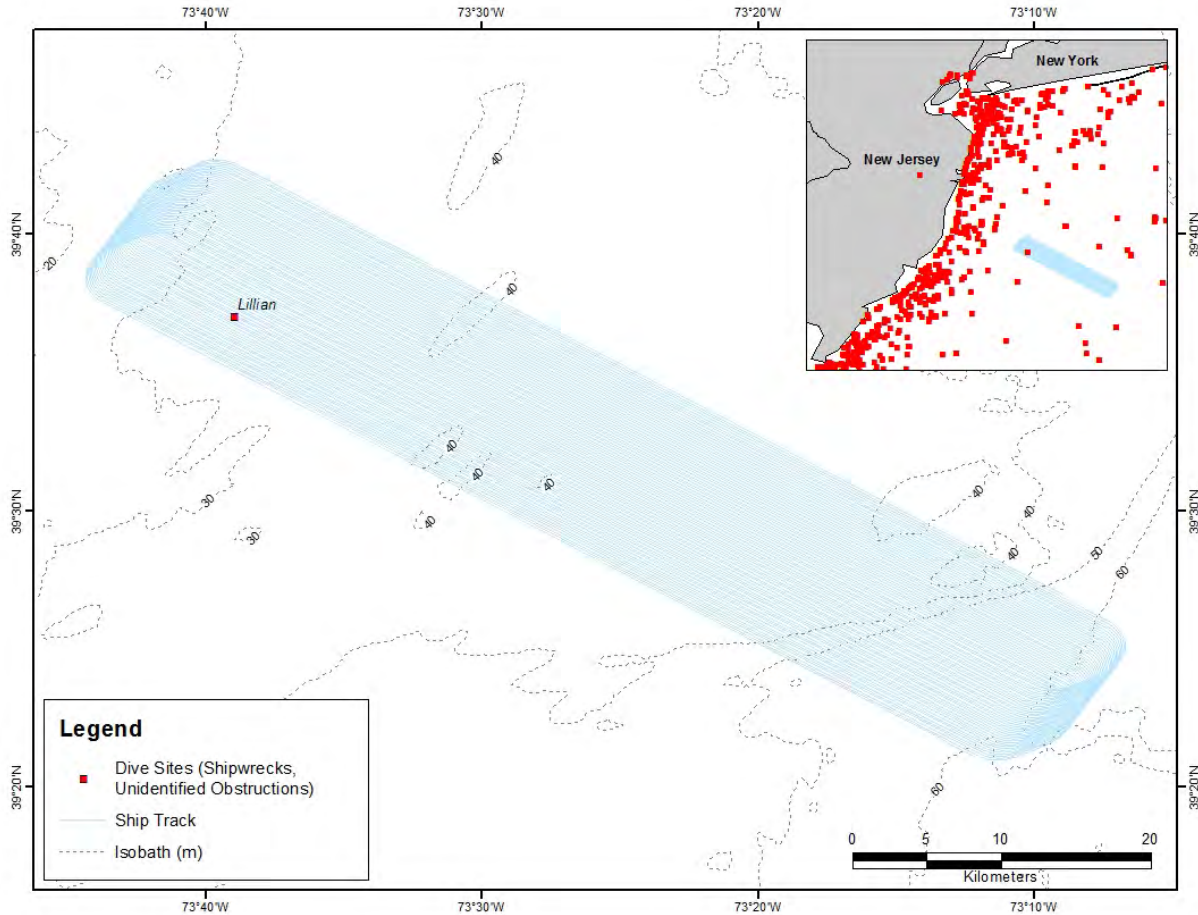 73°40'W
73°30'W
73°20'W
73°10'W
New York
New Jersey
40
39°40'N
39°40'N
20
40
Lillian
40
40
40
40
40
30
30
39°30'N
39°30'N
40
40
40
50
60
Legend
Dive Sites (Shipwrecks,
Unidentified Obstructions)
Ship Track
Isobath (m)
39°20'N
39°20'N
60
0 5 10 20
Kilometers
73°40'W
73°30'W
73°20'W
73°10'W